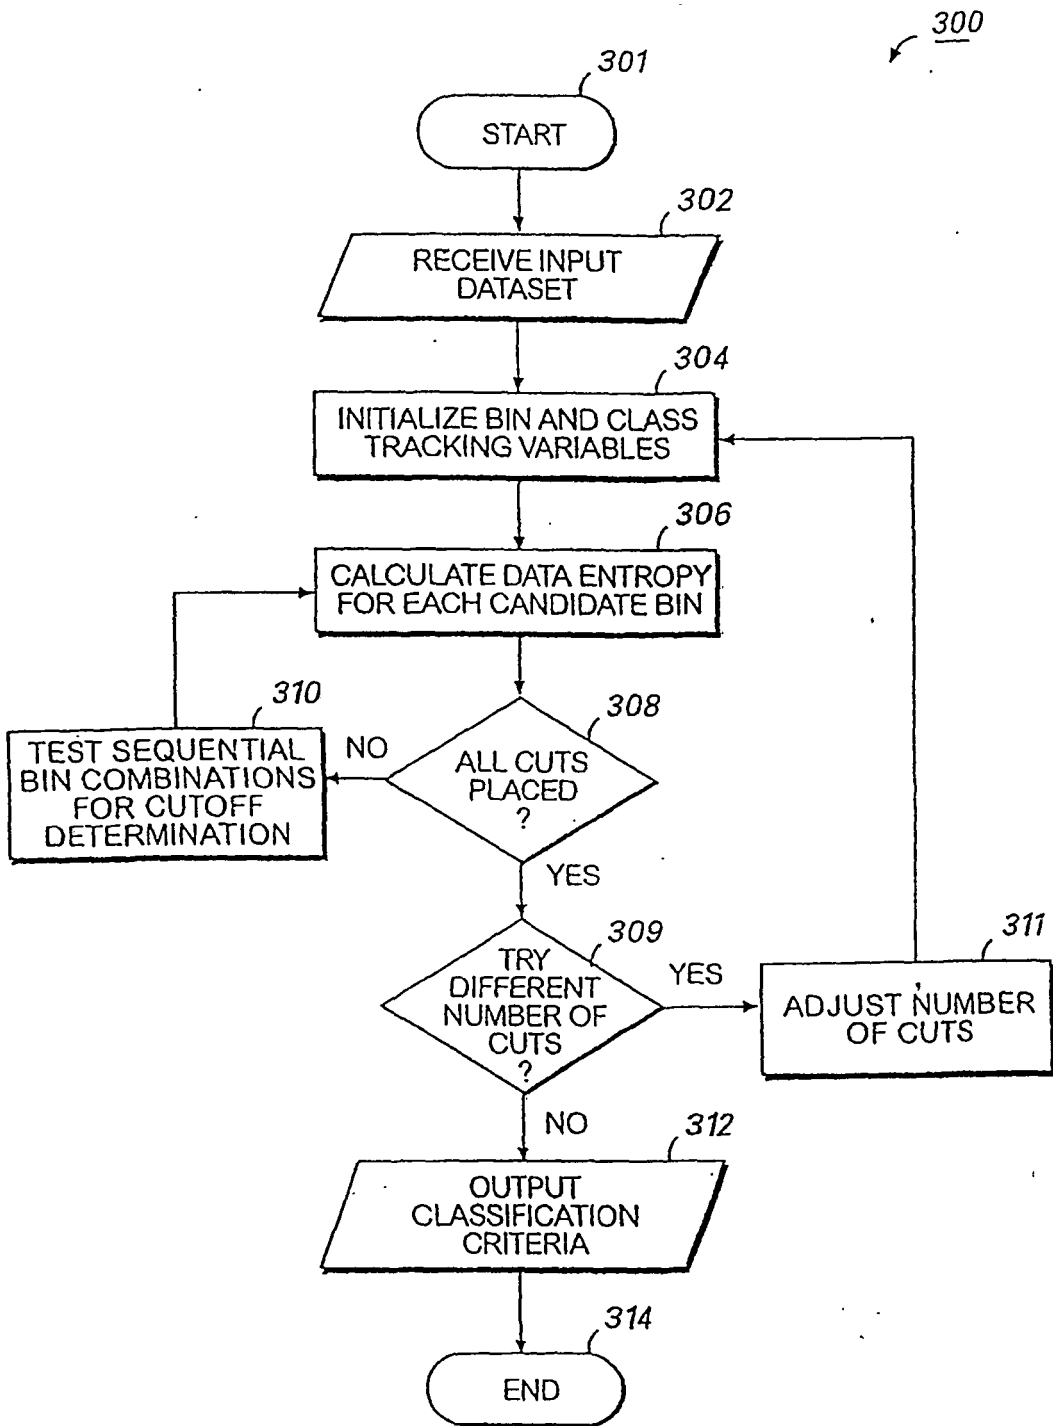 300
301
START
302
RECEIVE INPUT
DATASET
304
INITIALIZE BIN AND CLASS
TRACKING VARIABLES
306
CALCULATE DATA ENTROPY
FOR EACH CANDIDATE BIN
310
TEST SEQUENTIAL
BIN COMBINATIONS
FOR CUTOFF
DETERMINATION
NO
308
ALL CUTS
PLACED
?
YES
309
TRY
DIFFERENT
NUMBER OF
CUTS
?
YES
311
ADJUST NUMBER
OF CUTS
NO
312
OUTPUT
CLASSIFICATION
CRITERIA
314
END